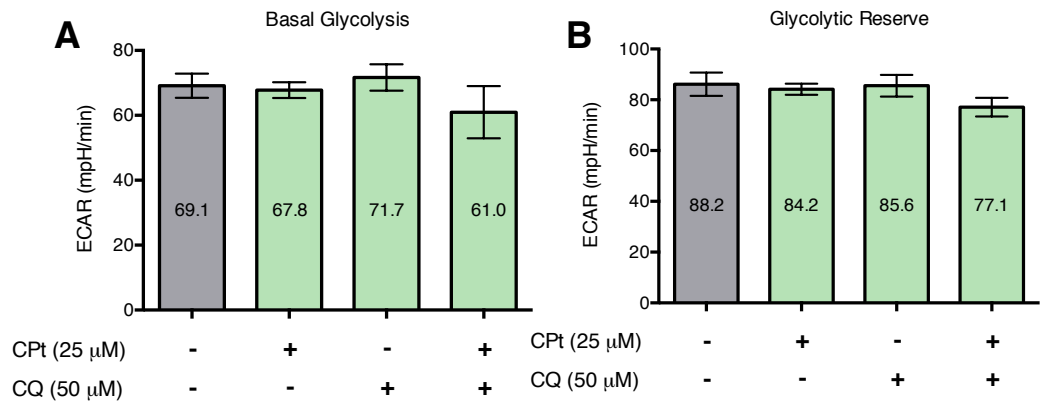 A
Basal Glycolysis
ECAR (mpH/min)
80
60
40
20
0
69.1
67.8
71.7
61.0
CPt (25 μM) - + - +
CQ (50 μM) - - + +
B
Glycolytic Reserve
ECAR (mpH/min)
100
80
60
40
20
0
88.2
84.2
85.6
77.1
CPt (25 μM) - + - +
CQ (50 μM) - - + +